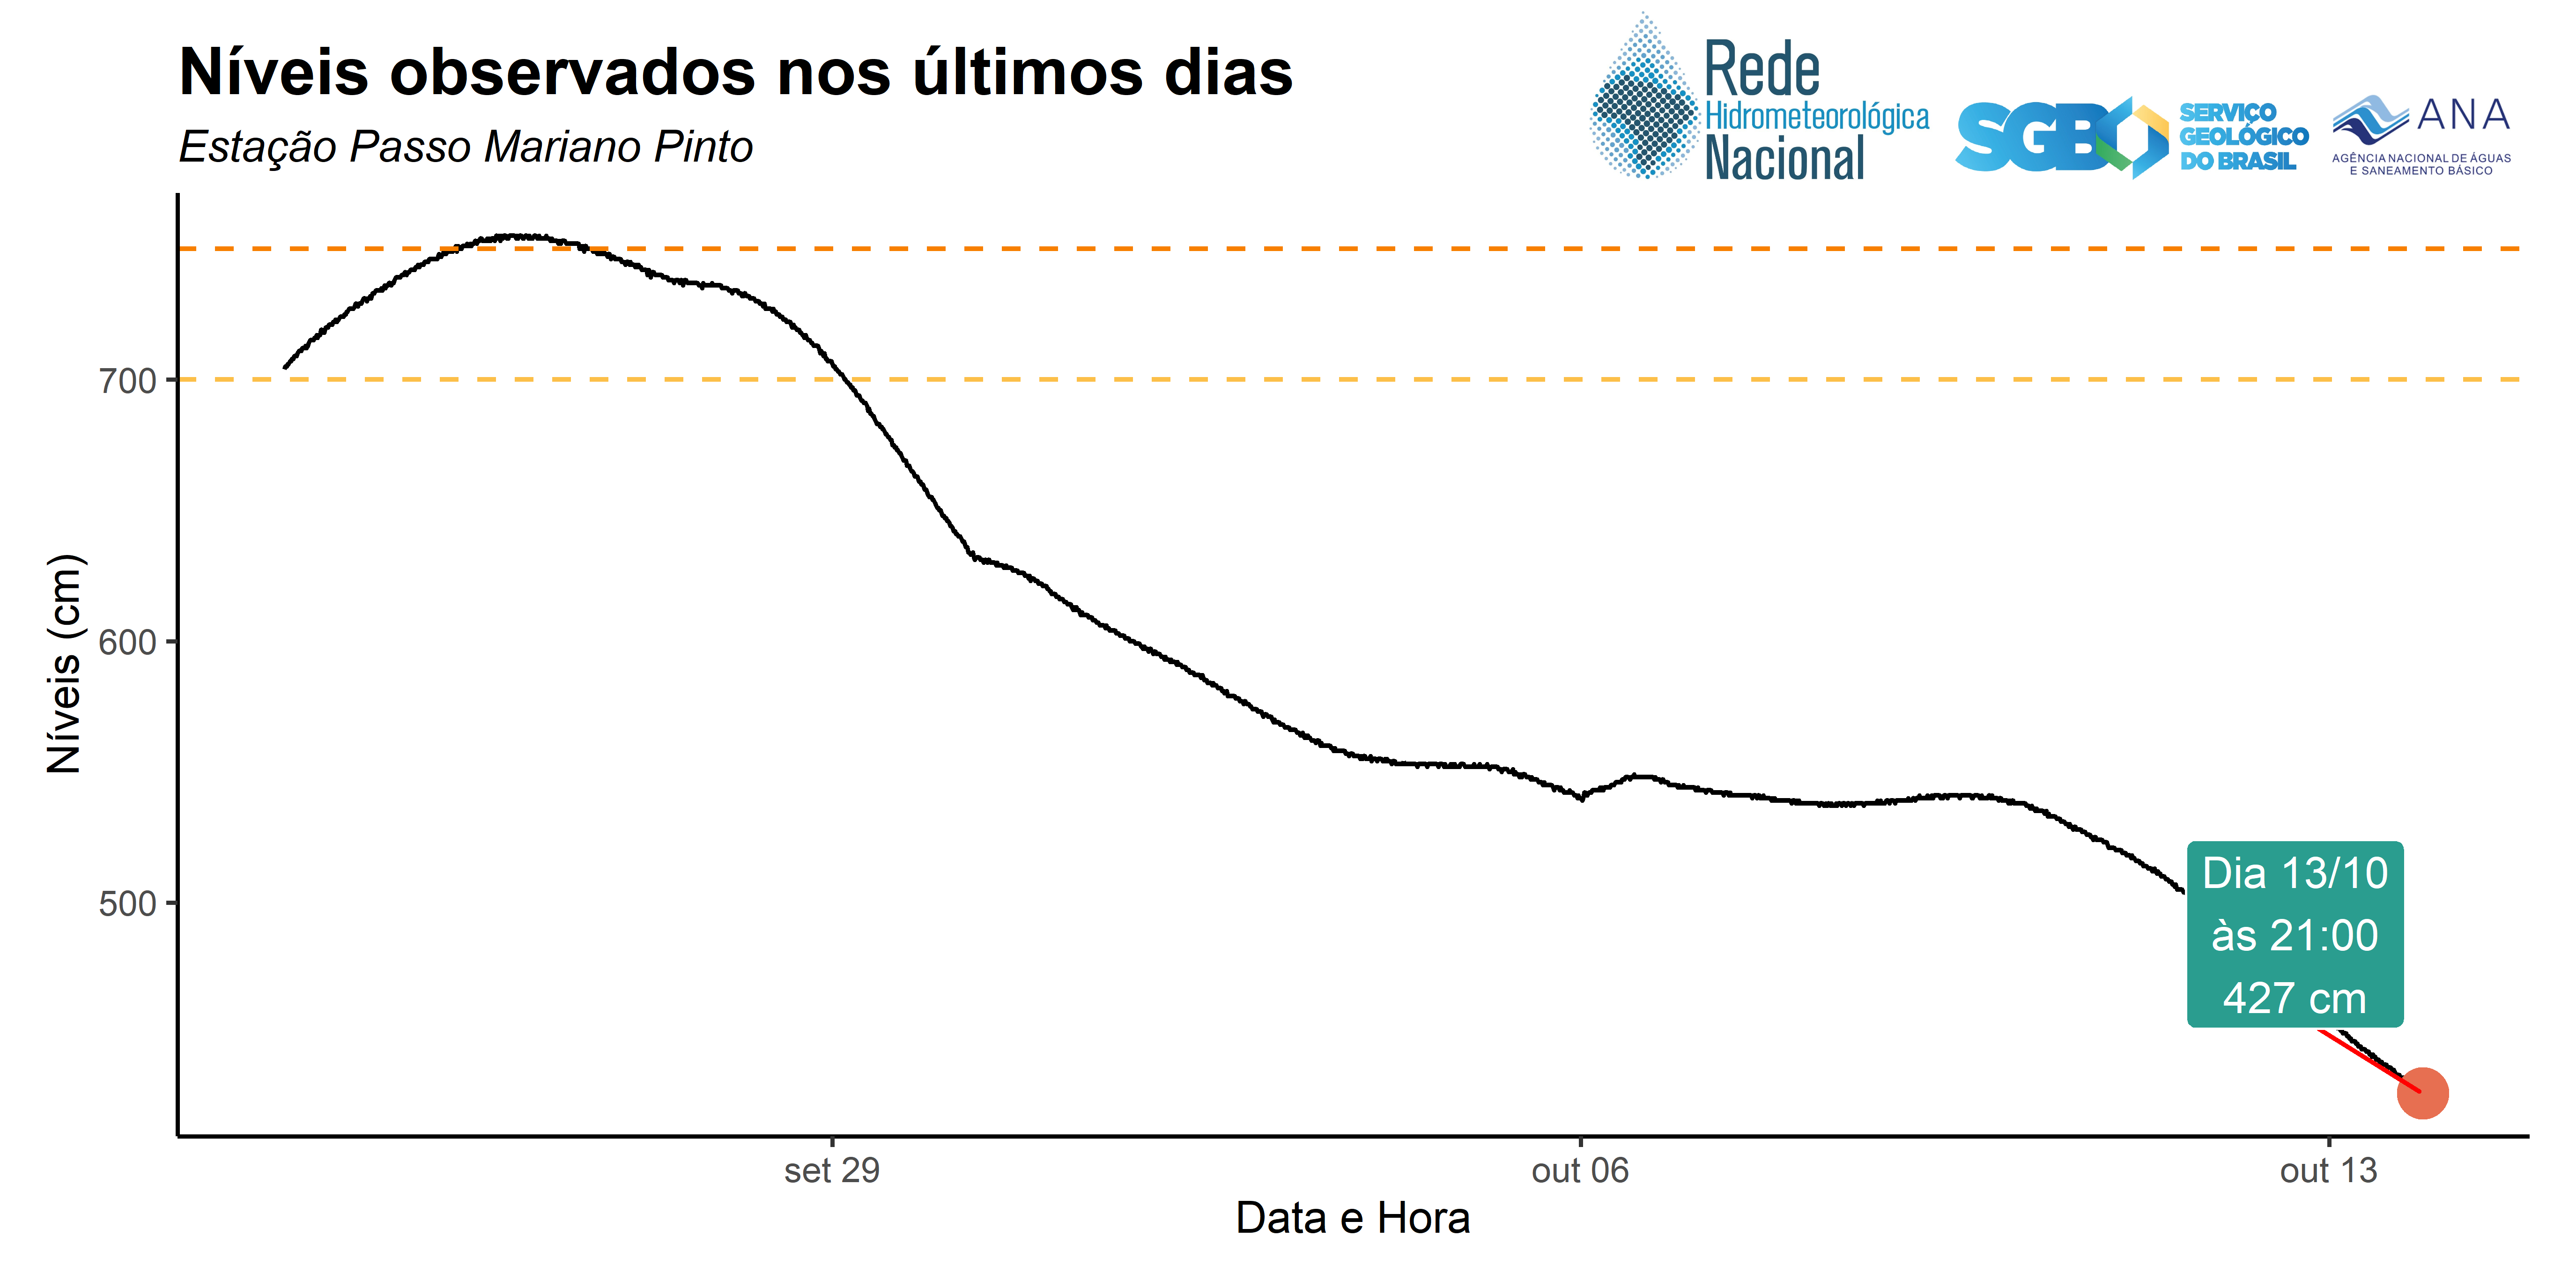 Níveis observados nos últimos dias
Estação Passo Mariano Pinto
Rede
Hidrometeorológica
Nacional
SGB
SERVIÇO
GEOLÓGICO
DO BRASIL
ANA
AGÊNCIA NACIONAL DE ÁGUAS
E SANEAMENTO BÁSICO
Níveis (cm)
700
600
500
Dia 13/10
às 21:00
427 cm
set 29
out 06
out 13
Data e Hora